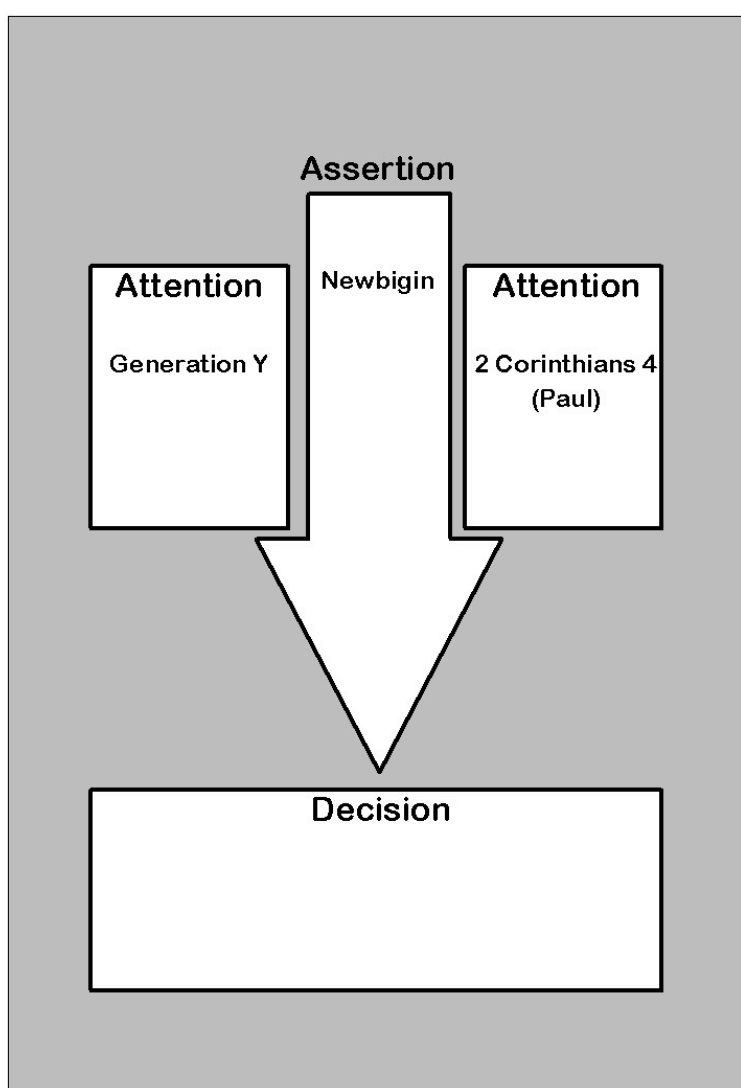 Assertion
Newbigin
Attention
Generation Y
Attention
2 Corinthians 4
(Paul)
Decision